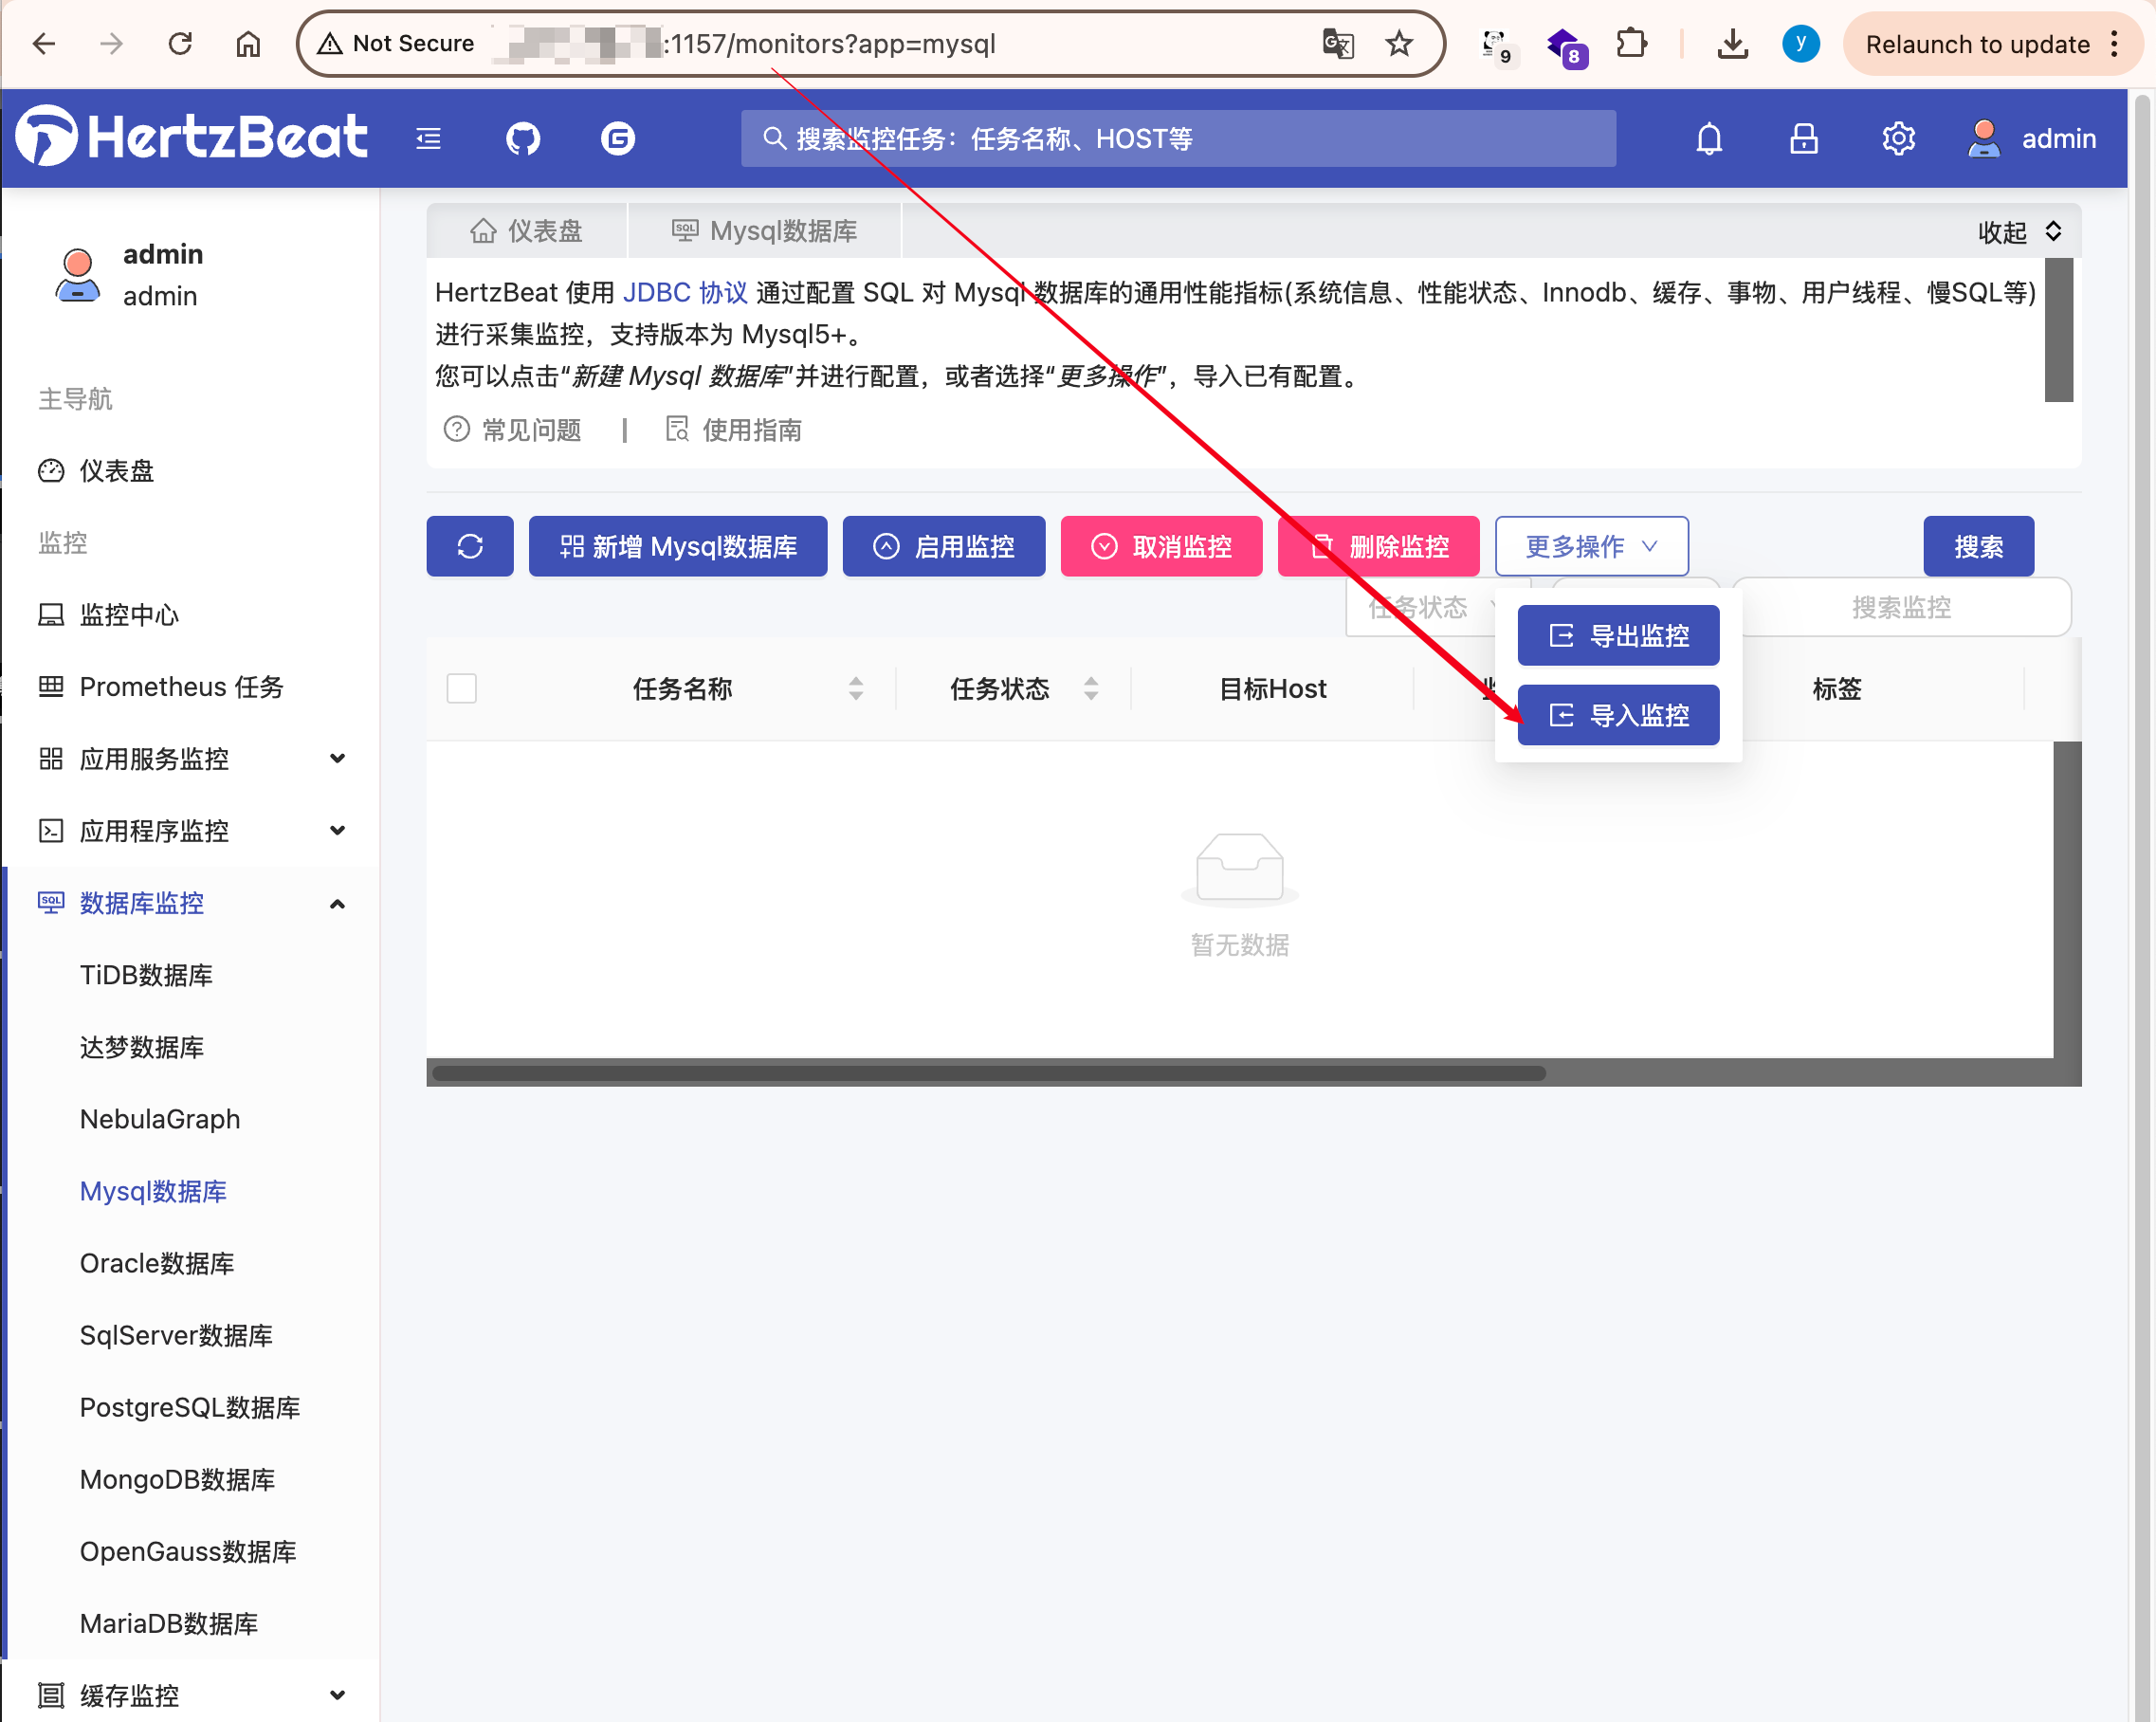 Not Secure
:1157/monitors?app=mysql
9
8
y
Relaunch to update
HertzBeat
搜索监控任务：任务名称、HOST等
admin
admin
admin
主导航
仪表盘
监控
监控中心
Prometheus 任务
应用服务监控
应用程序监控
SQL 数据库监控
TiDB数据库
达梦数据库
NebulaGraph
Mysql数据库
Oracle数据库
SqlServer数据库
PostgreSQL数据库
MongoDB数据库
OpenGauss数据库
MariaDB数据库
缓存监控
仪表盘
SQL Mysql数据库
收起
HertzBeat 使用 JDBC 协议 通过配置 SQL 对 Mysql 数据库的通用性能指标(系统信息、性能状态、Innodb、缓存、事物、用户线程、慢SQL等)
进行采集监控，支持版本为 Mysql5+。
您可以点击“新建 Mysql 数据库”并进行配置，或者选择“更多操作”，导入已有配置。
常见问题 | 使用指南
新增 Mysql数据库
启用监控
取消监控
删除监控
更多操作
搜索
任务状态
搜索监控
导出监控
导入监控
任务名称
任务状态
目标Host
标签
暂无数据